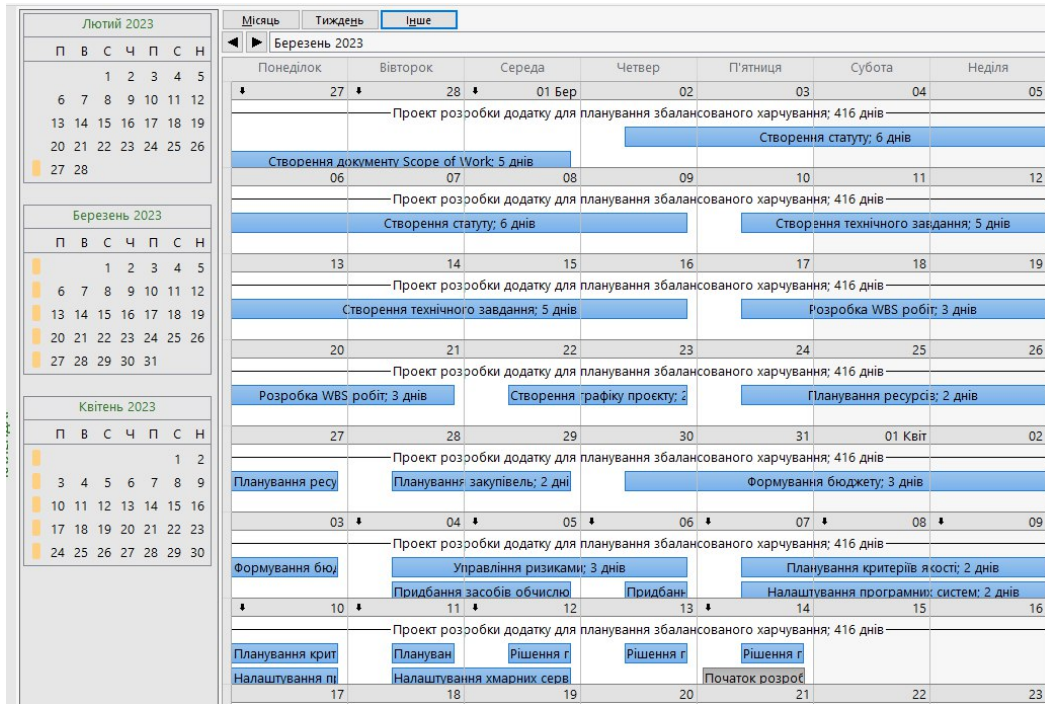 Лютий 2023
П В С Ч П С Н
1 2 3 4 5
6 7 8 9 10 11 12
13 14 15 16 17 18 19
20 21 22 23 24 25 26
27 28
Березень 2023
П В С Ч П С Н
1 2 3 4 5
6 7 8 9 10 11 12
13 14 15 16 17 18 19
20 21 22 23 24 25 26
27 28 29 30 31
Квітень 2023
П В С Ч П С Н
1 2
3 4 5 6 7 8 9
10 11 12 13 14 15 16
17 18 19 20 21 22 23
24 25 26 27 28 29 30
Місяць Тиждень Інше
Березень 2023
Понеділок Вівторок Середа Четвер П'ятниця Субота Неділя
27 28 01 Бер 02 03 04 05
Проект розробки додатку для планування збалансованого харчування; 416 днів
Створення статуту; 6 днів
Створення документу Scope of Work; 5 днів
06 07 08 09 10 11 12
Проект розробки додатку для планування збалансованого харчування; 416 днів
Створення статуту; 6 днів Створення технічного завдання; 5 днів
13 14 15 16 17 18 19
Проект розробки додатку для планування збалансованого харчування; 416 днів
Створення технічного завдання; 5 днів Розробка WBS робіт; 3 днів
20 21 22 23 24 25 26
Проект розробки додатку для планування збалансованого харчування; 416 днів
Розробка WBS робіт; 3 днів Створення графіку проєкту; 2 Планування ресурсів; 2 днів
27 28 29 30 31 01 Квіт 02
Проект розробки додатку для планування збалансованого харчування; 416 днів
Планування ресу Планування закупівель; 2 дні Формування бюджету; 3 днів
03 04 05 06 07 08 09
Проект розробки додатку для планування збалансованого харчування; 416 днів
Формування бюд Управління ризиками; 3 днів Планування критеріїв якості; 2 днів
Придбання засобів обчислю Придбанн Налаштування програмних систем; 2 днів
10 11 12 13 14 15 16
Проект розробки додатку для планування збалансованого харчування; 416 днів
Планування крит Плануван Рішення г Рішення г Рішення г
Налаштування п Налаштування хмарних серв Початок розроб
17 18 19 20 21 22 23